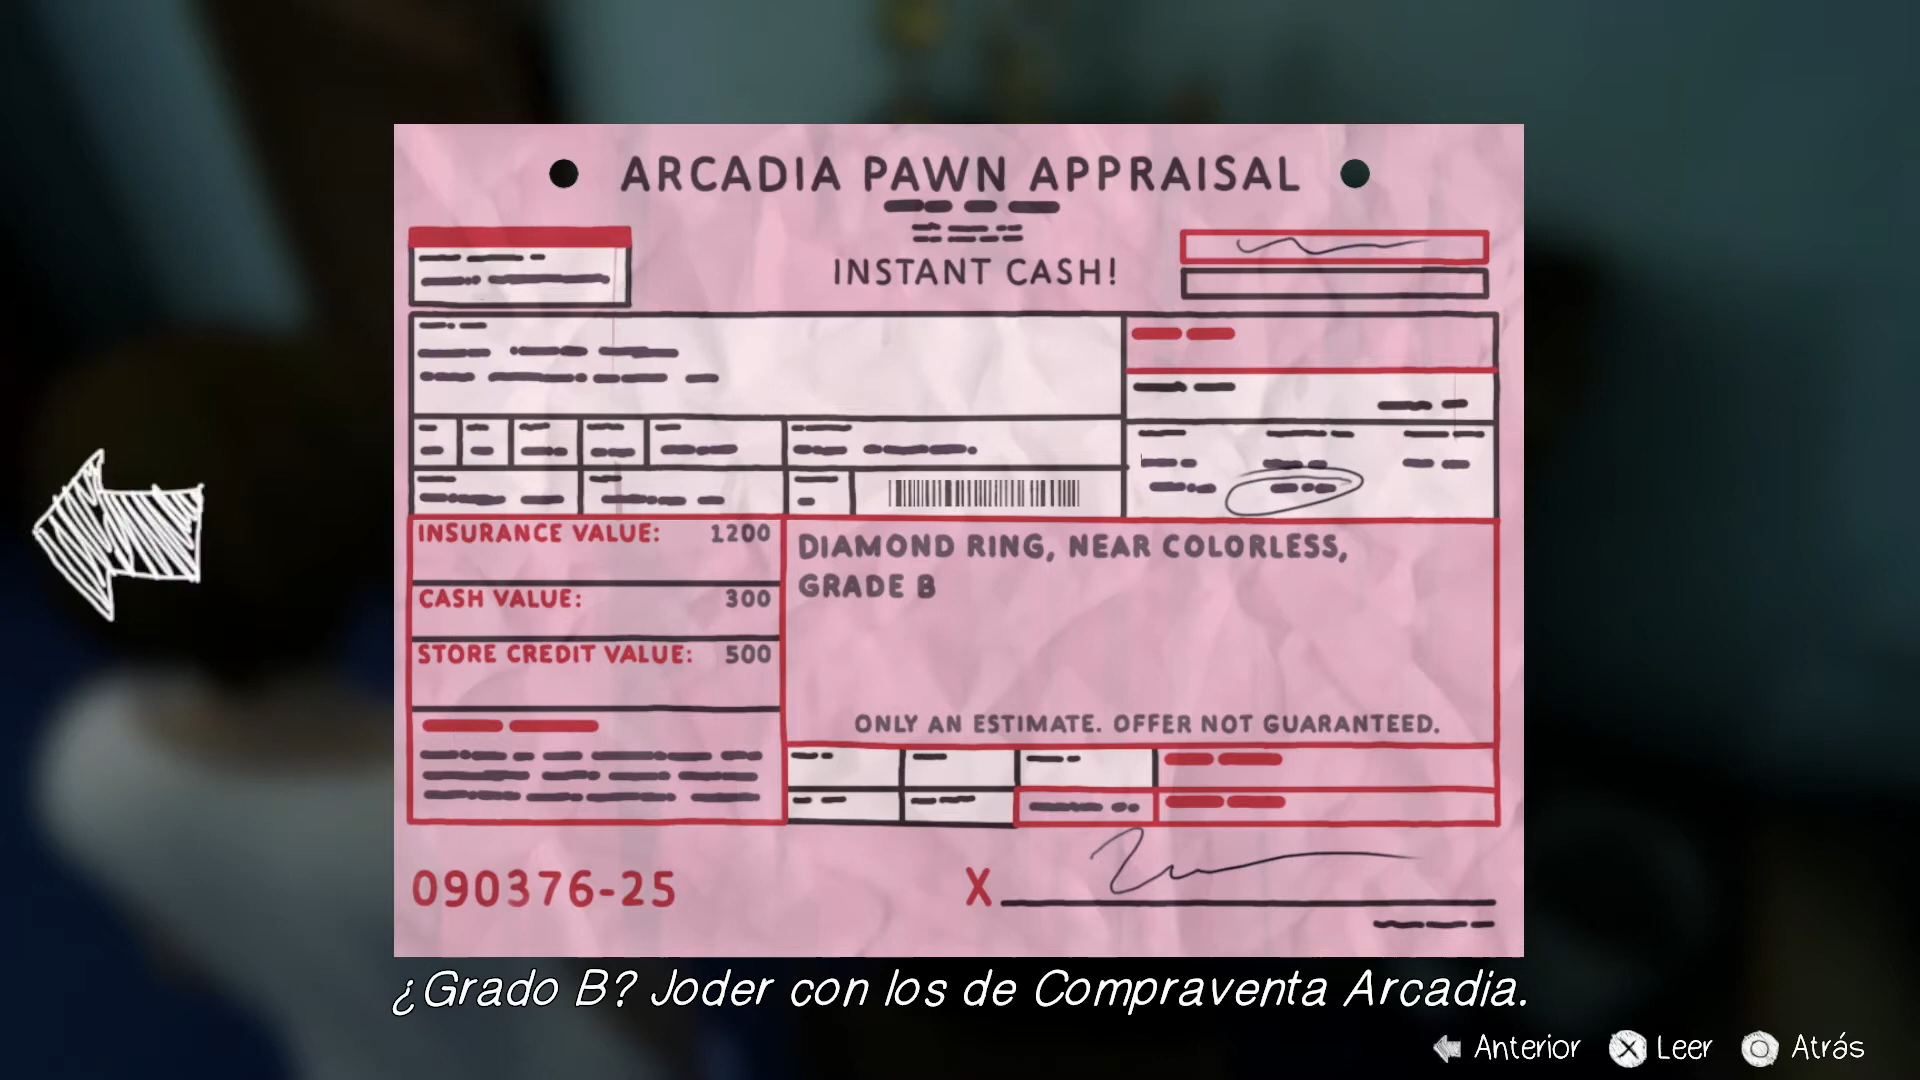 ARCADIA PAWN APPRAISAL
INSTANT CASH!
INSURANCE VALUE: 1200
CASH VALUE: 300
STORE CREDIT VALUE: 500
DIAMOND RING, NEAR COLORLESS,
GRADE B
ONLY AN ESTIMATE. OFFER NOT GUARANTEED.
090376-25
X
¿Grado B? Joder con los de Compraventa Arcadia.
Anterior
Leer
Atrás